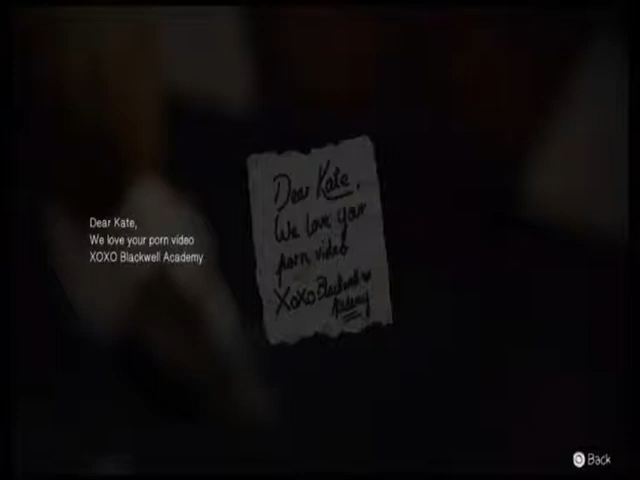 Dear Kate,
We love your porn video
XOXO Blackwell Academy
Dear Kate,
We love your
porn video
XOXO Blackwell
Academy
Back